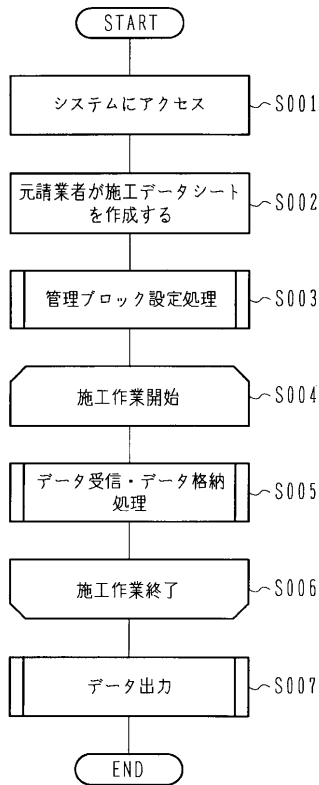 START
システムにアクセス
S001
元請業者が施工データシート
を作成する
S002
管理ブロック設定処理
S003
施工作業開始
S004
データ受信・データ格納
処理
S005
施工作業終了
S006
データ出力
S007
END